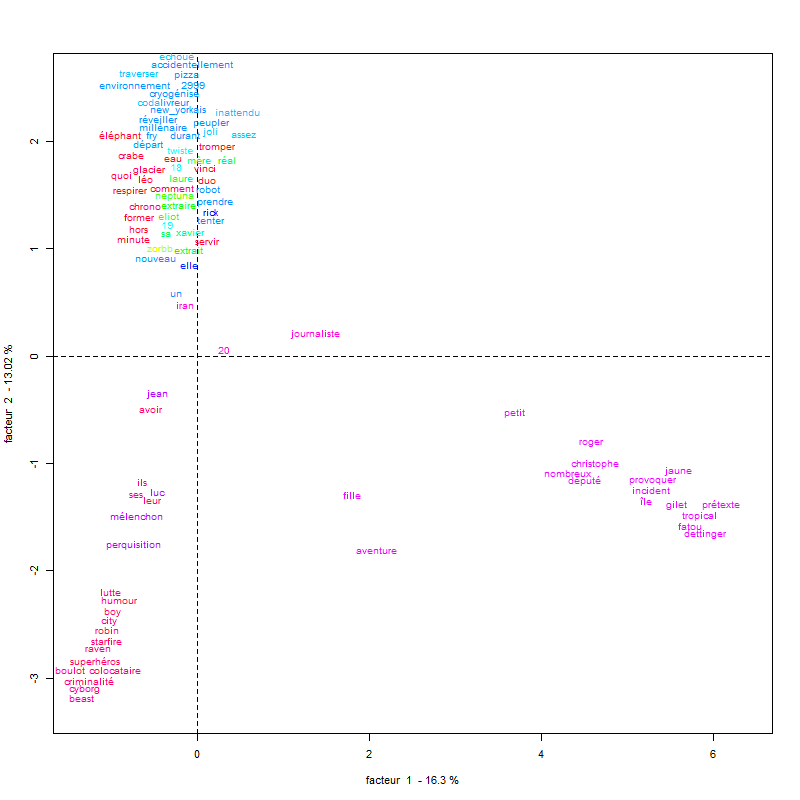 echoue
accidentellement
traverser pizza
environnement 2999
cryogénise
codalivreur
new_yorkais inattendu
réveiller peupler
millénaire joli
éléphant fry durant assez
départ tromper
twiste
crabe eau mère réal
glacier 18 vinci
quoi léo laure duo
respirer comment robot
neptune prendre
chrono extraire rick
former eliot tenter
hors 19
minute sa xavier servir
zorbb extrait
nouveau elle
un
iran
journaliste
20
jean
avoir
petit
roger
christophe
nombreux jaune
député provoquer
ils incident
ses luc fille île
leur gilet prétexte
mélenchon tropical
fatou
dettinger
perquisition aventure
lutte
humour
boy
city
robin
starfire
raven
superhéros
boulot colocataire
criminalité
cyborg
beast
2
1
0
-1
-2
-3
0 2 4 6
facteur 2 - 13.02 %
facteur 1 - 16.3 %